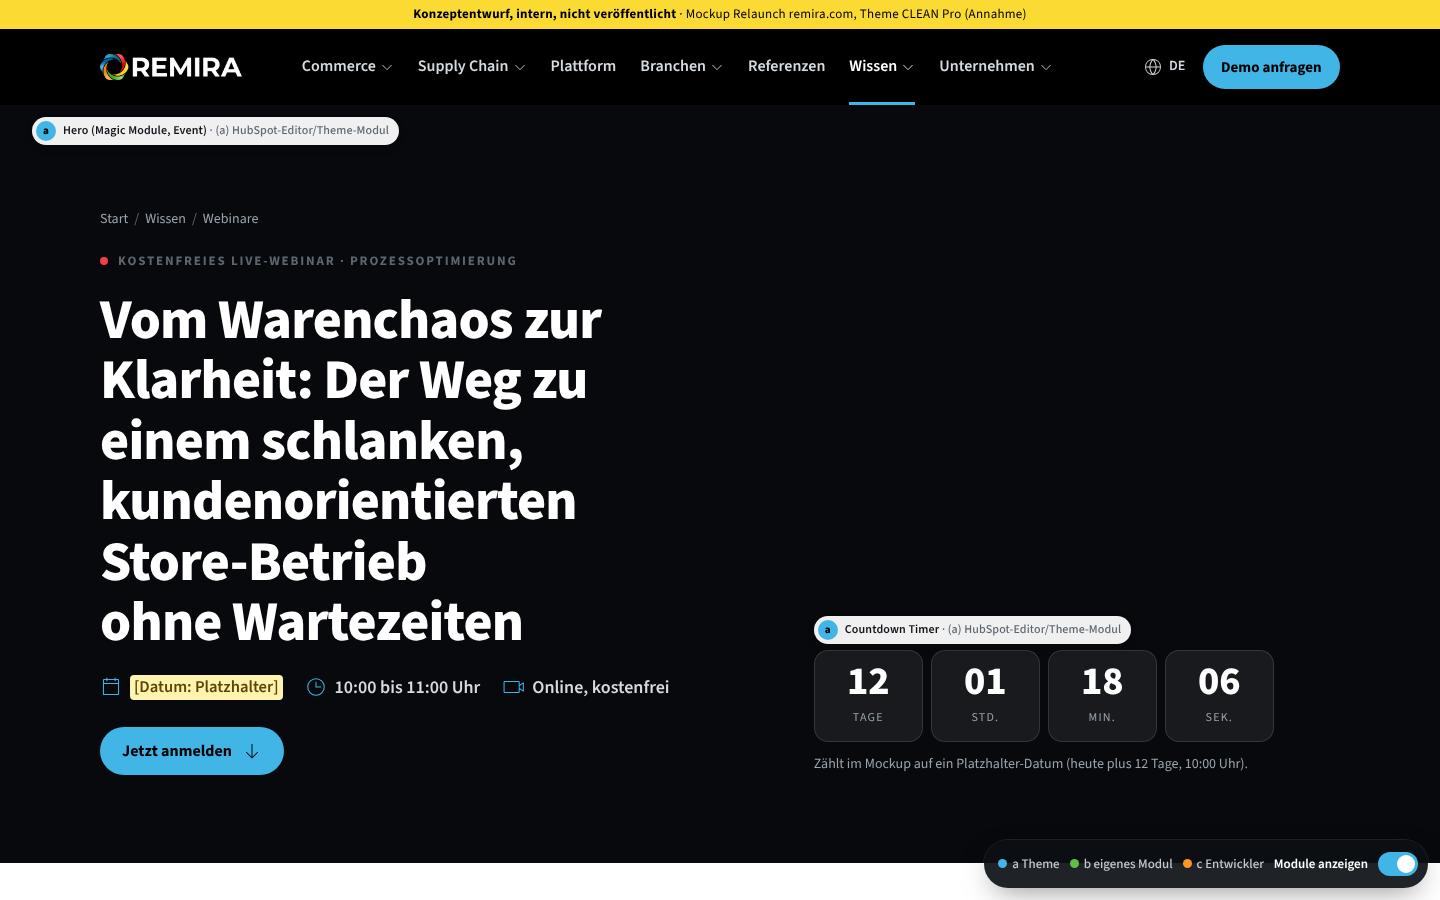 Konzeptentwurf, intern, nicht veröffentlicht · Mockup Relaunch remira.com, Theme CLEAN Pro (Annahme)
REMIRA
Commerce
Supply Chain
Plattform
Branchen
Referenzen
Wissen
Unternehmen
DE
Demo anfragen
a Hero (Magic Module, Event) · (a) HubSpot-Editor/Theme-Modul
Start / Wissen / Webinare
KOSTENFREIES LIVE-WEBINAR · PROZESSOPTIMIERUNG
Vom Warenchaos zur
Klarheit: Der Weg zu
einem schlanken,
kundenorientierten
Store-Betrieb
ohne Wartezeiten
[Datum: Platzhalter]
10:00 bis 11:00 Uhr
Online, kostenfrei
Jetzt anmelden
a Countdown Timer · (a) HubSpot-Editor/Theme-Modul
12 01 18 06
TAGE STD. MIN. SEK.
Zählt im Mockup auf ein Platzhalter-Datum (heute plus 12 Tage, 10:00 Uhr).
a Theme b eigenes Modul c Entwickler Module anzeigen